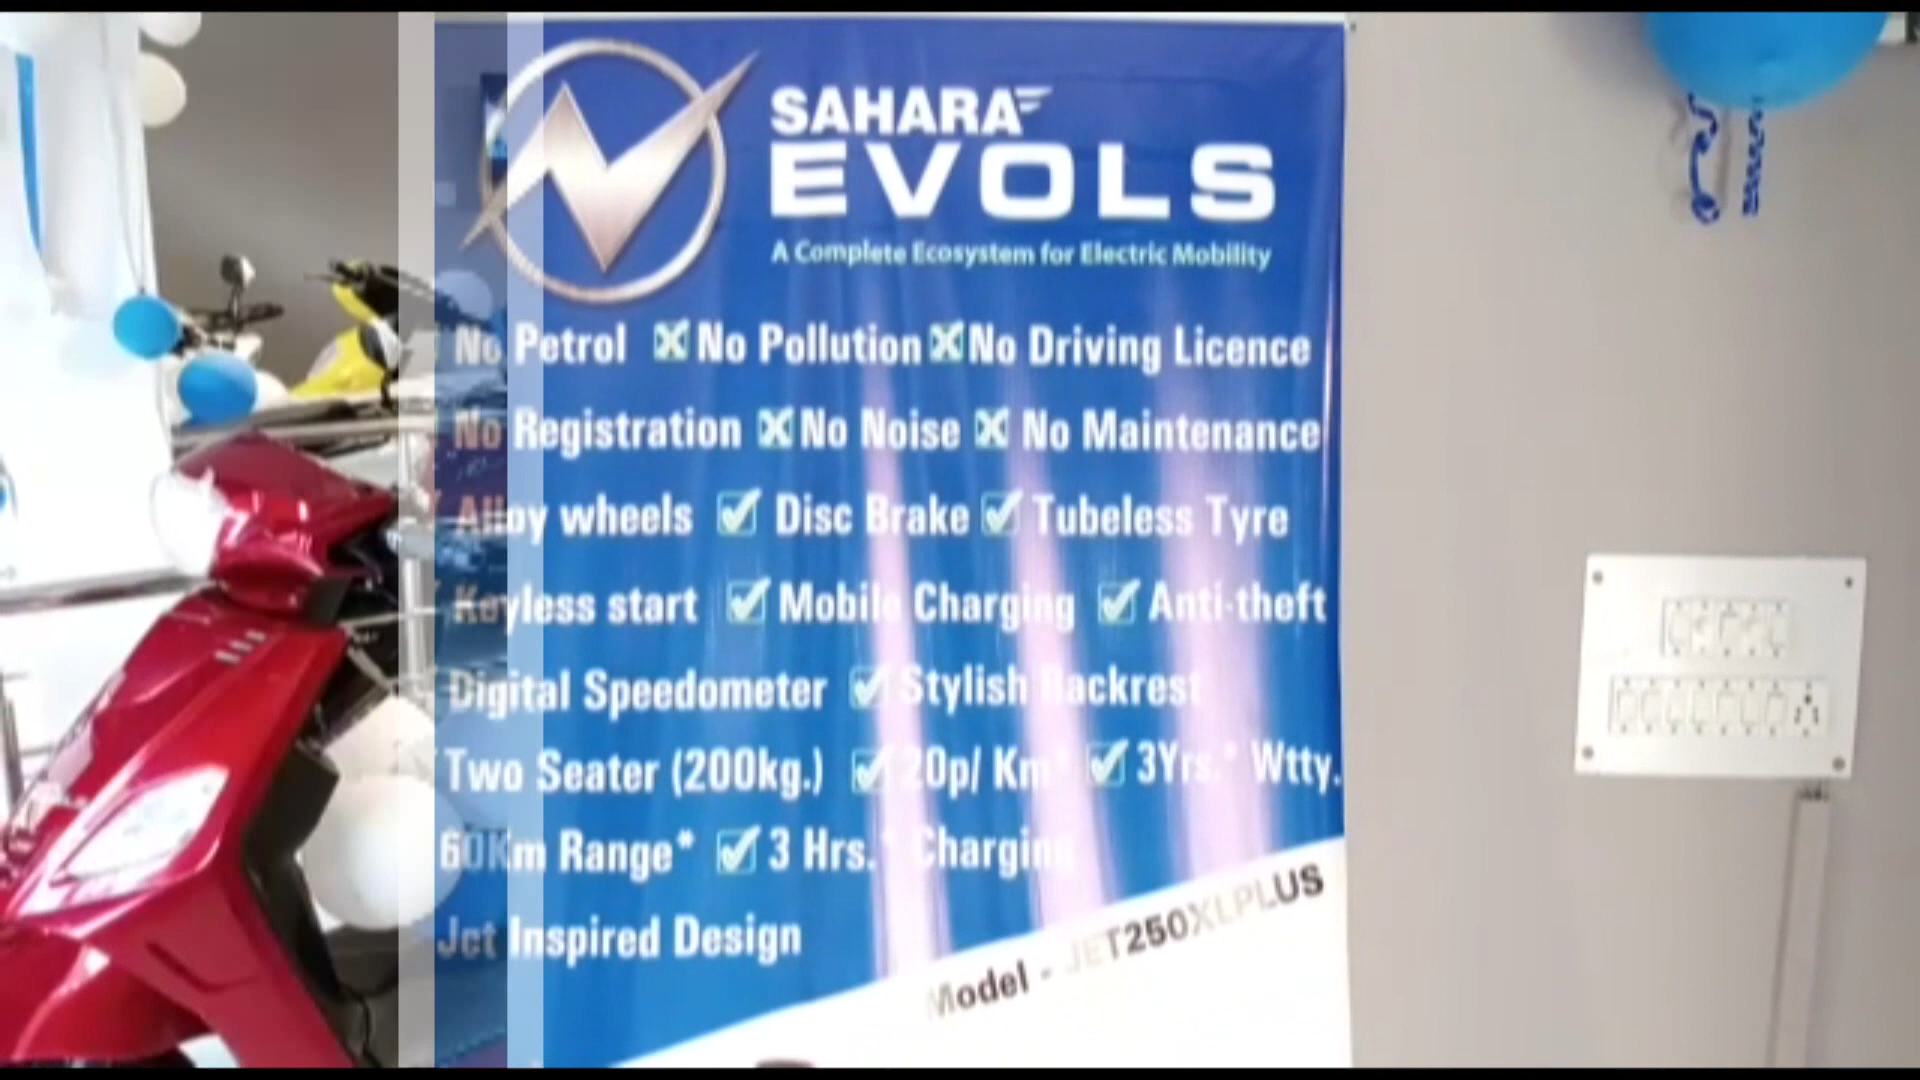 SAHARA
EVOLS
A Complete Ecosystem for Electric Mobility
No Petrol No Pollution No Driving Licence
No Registration No Noise No Maintenance
Alloy wheels Disc Brake Tubeless Tyre
Keyless start Mobile Charging Anti-theft
Digital Speedometer Stylish Backrest
Two Seater (200kg.) 20p/ Km* 3Yrs.* Wtty.
60Km Range* 3 Hrs.* Charging
Jet Inspired Design
Model - JET250XLPLUS